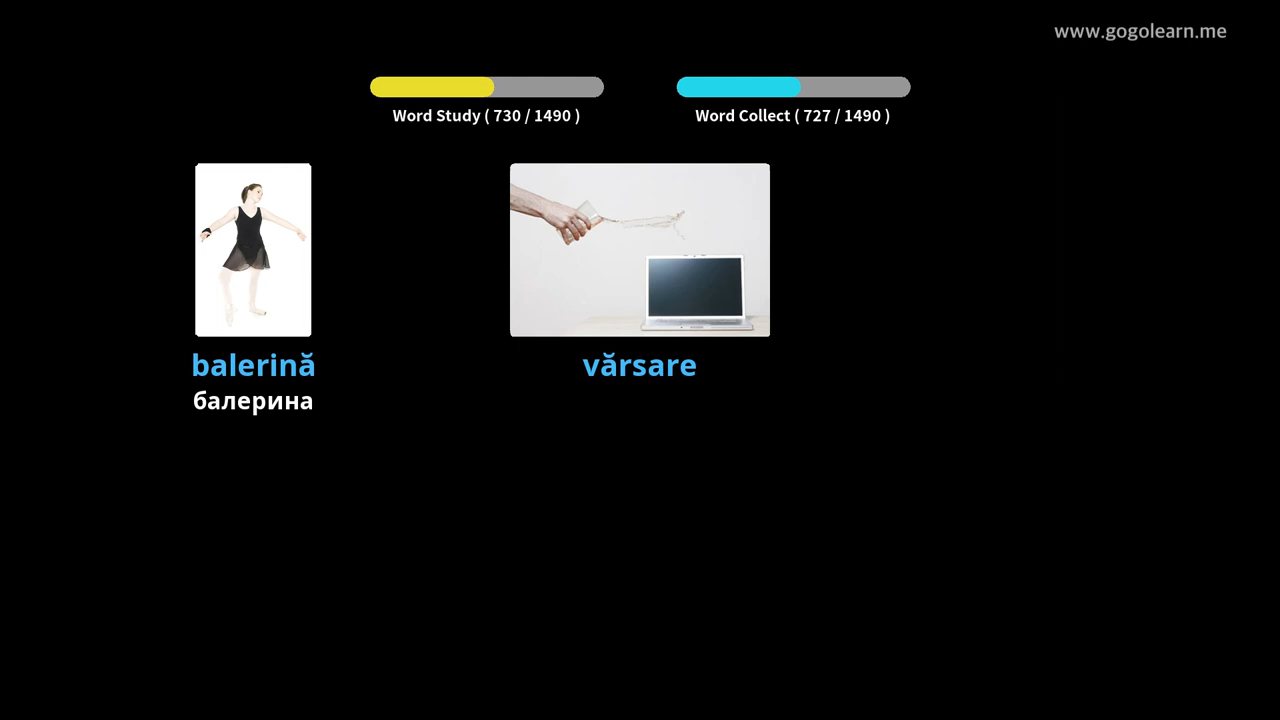 www.gogolearn.me
Word Study ( 730 / 1490 )
Word Collect ( 727 / 1490 )
balerină
балерина
vărsare